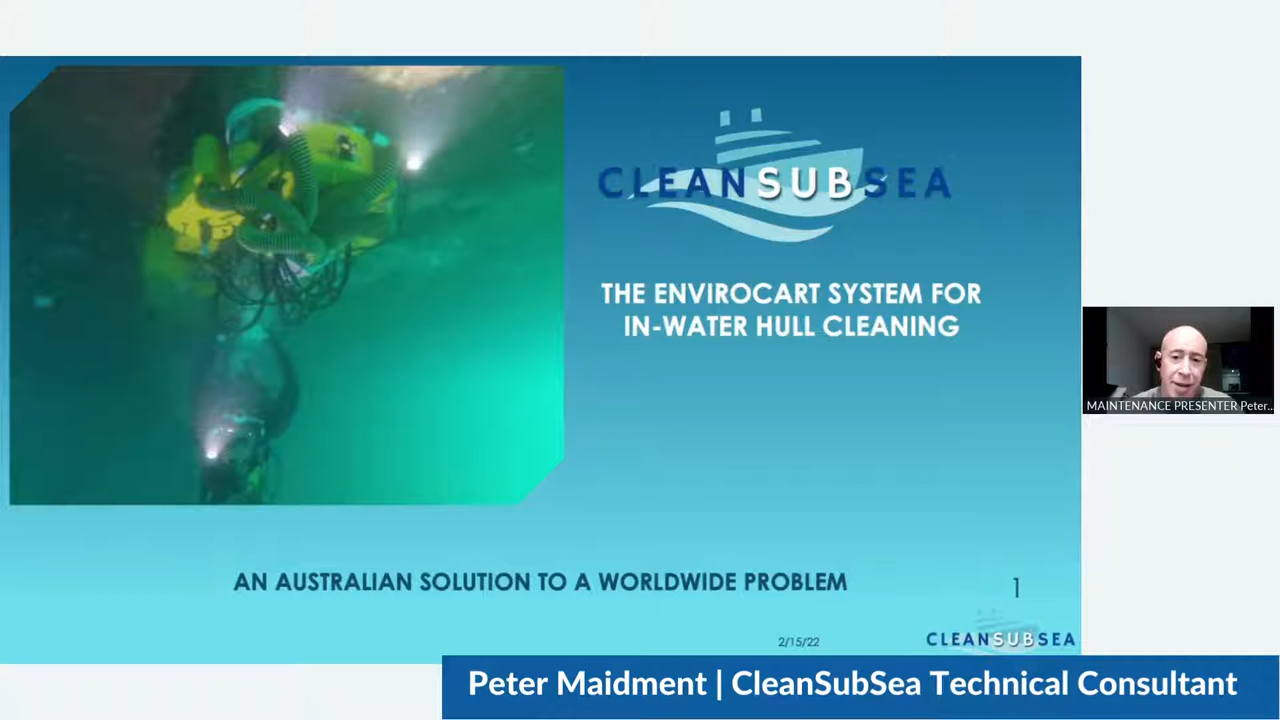 CLEANSUBSEA
THE ENVIROCART SYSTEM FOR
IN-WATER HULL CLEANING
MAINTENANCE PRESENTER Peter...
AN AUSTRALIAN SOLUTION TO A WORLDWIDE PROBLEM
1
2/15/22
CLEANSUBSEA
Peter Maidment | CleanSubSea Technical Consultant